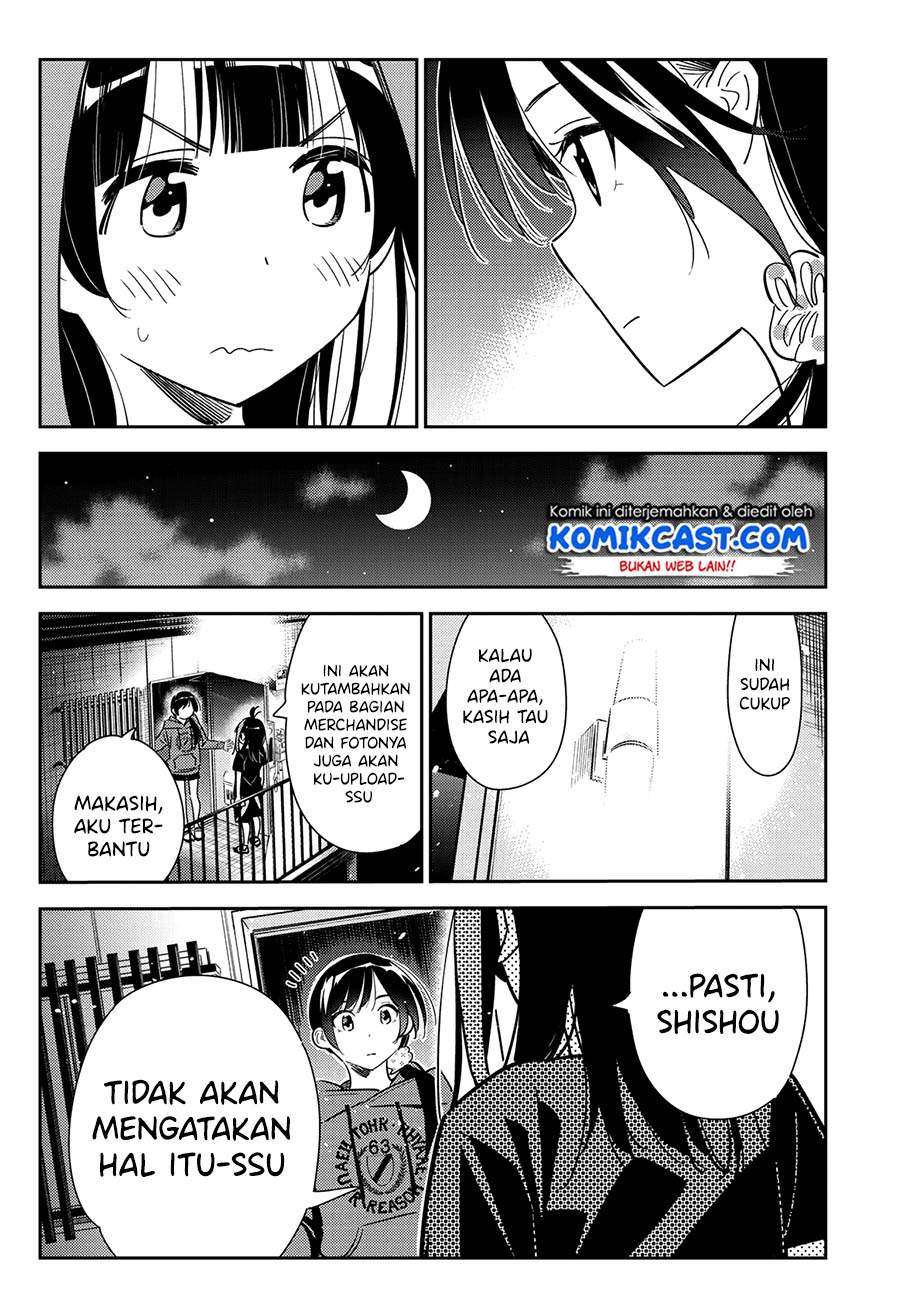 Komik ini diterjemahkan & diedit oleh
KOMIKCAST.COM
BUKAN WEB LAIN!!
INI
SUDAH
CUKUP
KALAU
ADA
APA-APA,
KASIH TAU
SAJA
INI AKAN
KUTAMBAHKAN
PADA BAGIAN
MERCHANDISE
DAN FOTONYA
JUGA AKAN
KU-UPLOAD-
SSU
MAKASIH,
AKU TER-
BANTU
...PASTI,
SHISHOU
TIDAK AKAN
MENGATAKAN
HAL ITU-SSU
63
REASON